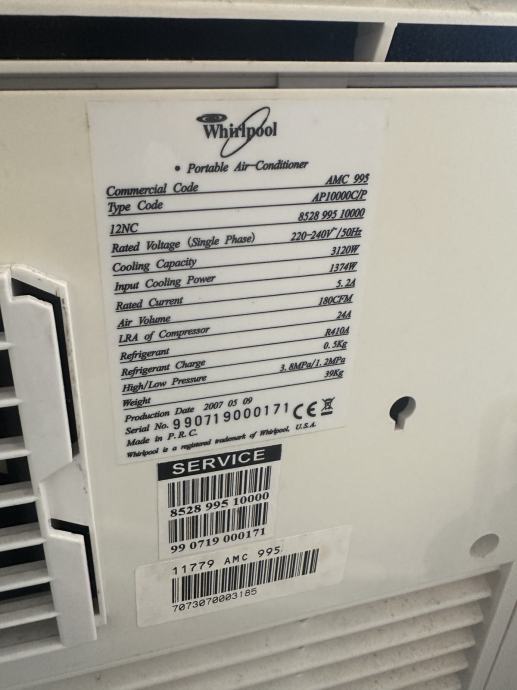 Whirlpool
• Portable Air-Conditioner
Commercial Code AMC 995
Type Code AP10000C/P
12NC 8528 995 10000
Rated Voltage (Single Phase) 220-240V~/50Hz
Cooling Capacity 3120W
Input Cooling Power 1374W
Rated Current 5.2A
Air Volume 180CFM
LRA of Compressor 24A
Refrigerant R410A
Refrigerant Charge 0.5Kg
High/Low Pressure 3.8MPa/1.2MPa
Weight 39Kg
Production Date 2007 05 09
Serial No. 990719000171 CE
Made in P.R.C.
Whirlpool is a registered trademark of Whirlpool, U.S.A.
SERVICE
8528 995 10000
99 0719 000171
11779 AMC 995
7073070003185